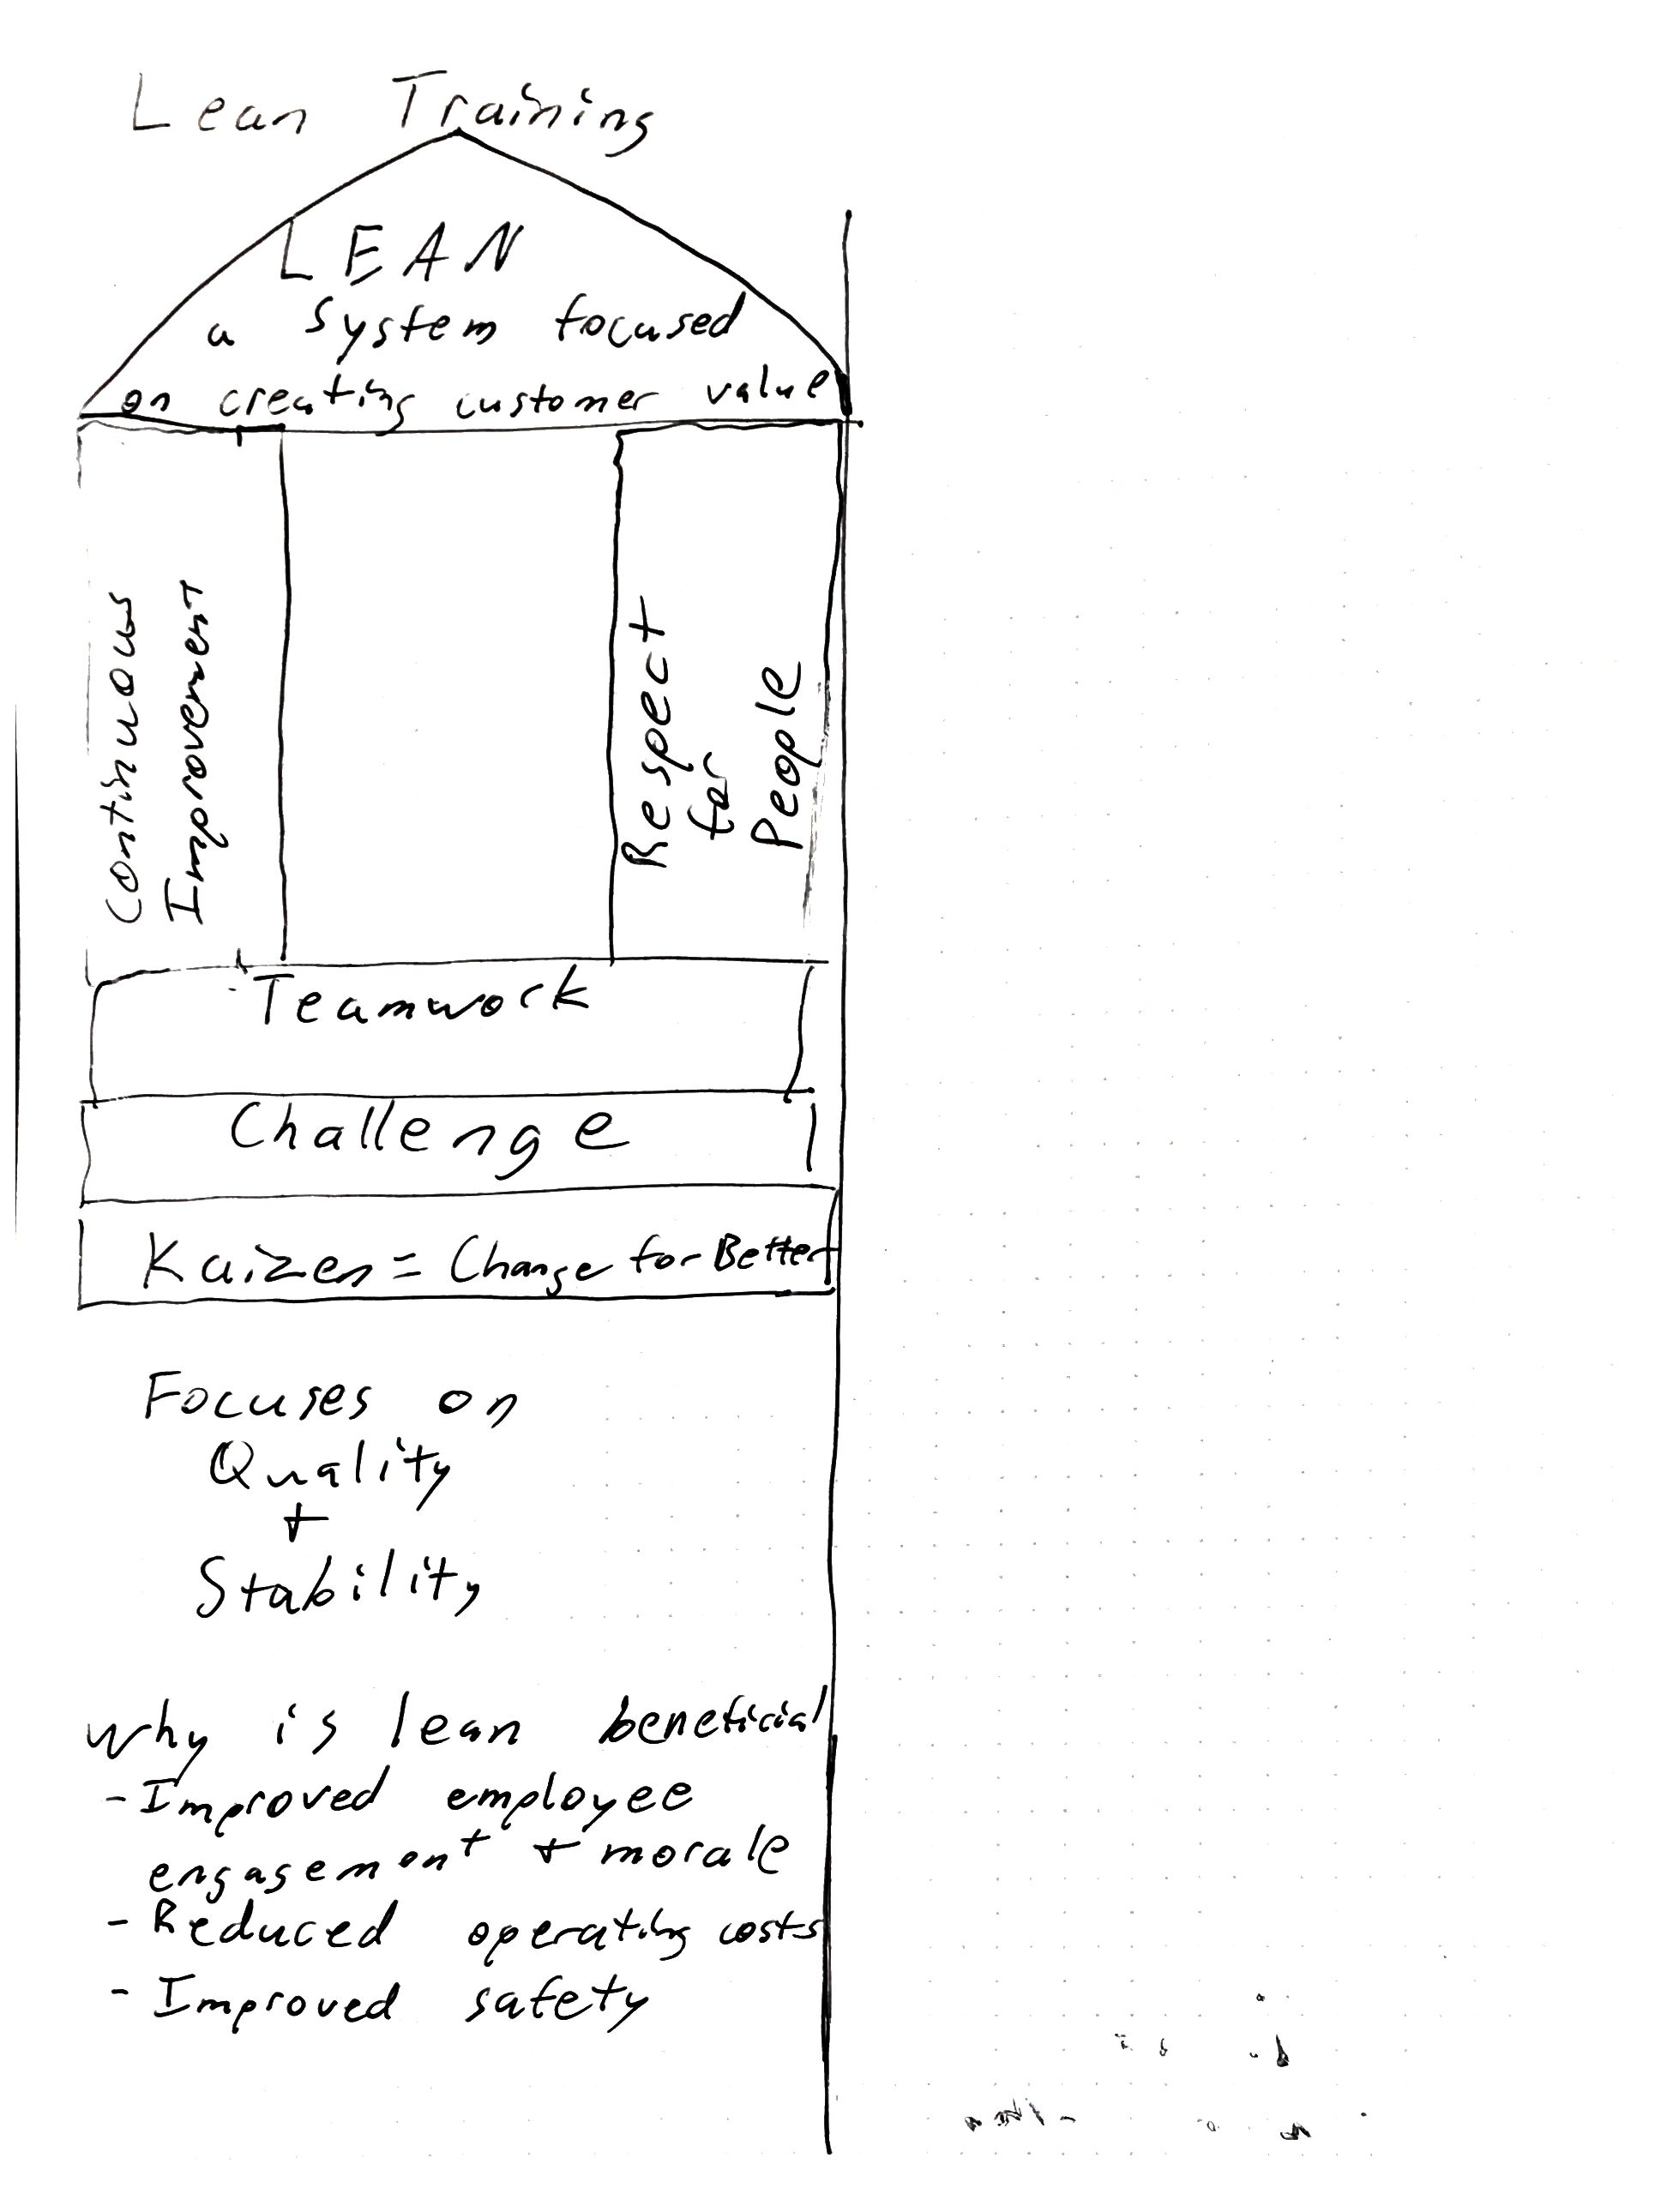 Lean Training
LEAN
a system focused
on creating customer value
Continuous
Improvement
Respect
for
People
Teamwork
Challenge
Kaizen = Change for Better
Focuses on
Quality
+
Stability
why is lean beneficial
- Improved employee
engagement + morale
- Reduced operating costs
- Improved safety